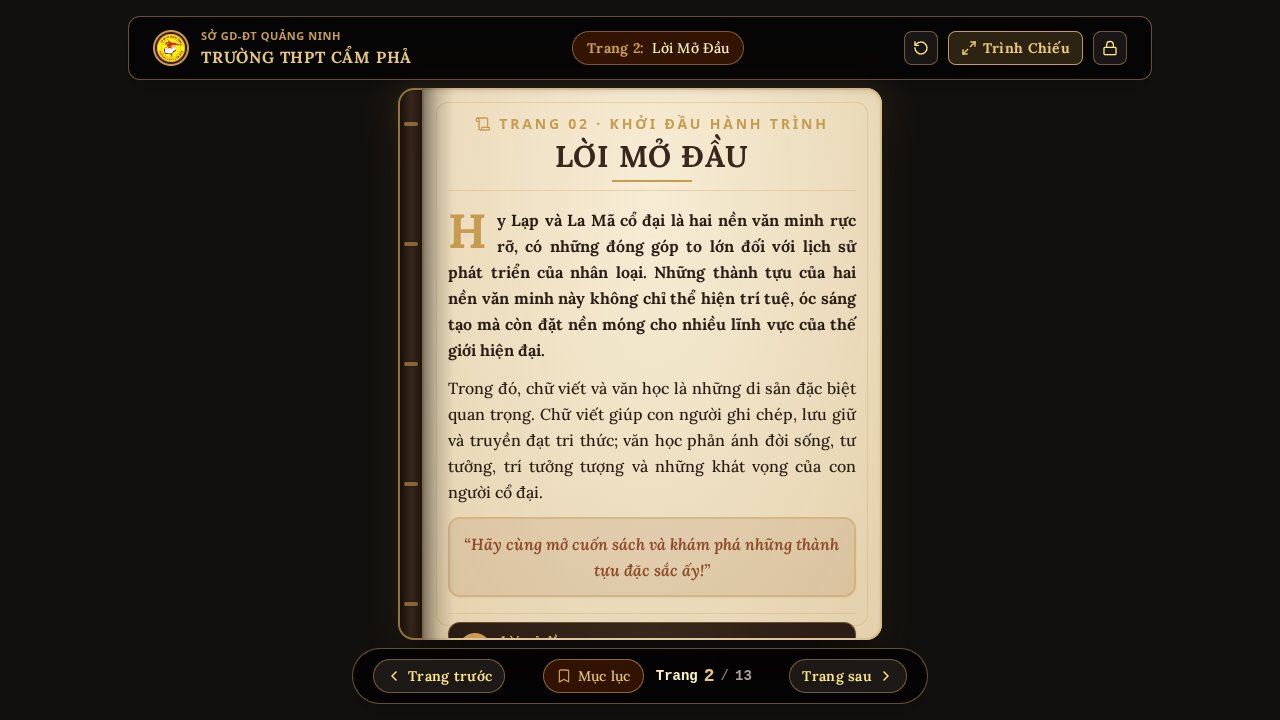 SỞ GD-ĐT QUẢNG NINH
TRƯỜNG THPT CẨM PHẢ
Trang 2: Lời Mở Đầu
Trình Chiếu
TRANG 02 · KHỞI ĐẦU HÀNH TRÌNH
LỜI MỞ ĐẦU
Hy Lạp và La Mã cổ đại là hai nền văn minh rực
rỡ, có những đóng góp to lớn đối với lịch sử
phát triển của nhân loại. Những thành tựu của hai
nền văn minh này không chỉ thể hiện trí tuệ, óc sáng
tạo mà còn đặt nền móng cho nhiều lĩnh vực của thế
giới hiện đại.
Trong đó, chữ viết và văn học là những di sản đặc biệt
quan trọng. Chữ viết giúp con người ghi chép, lưu giữ
và truyền đạt tri thức; văn học phản ánh đời sống, tư
tưởng, trí tưởng tượng và những khát vọng của con
người cổ đại.
“Hãy cùng mở cuốn sách và khám phá những thành
tựu đặc sắc ấy!”
Trang trước
Mục lục
Trang 2 / 13
Trang sau